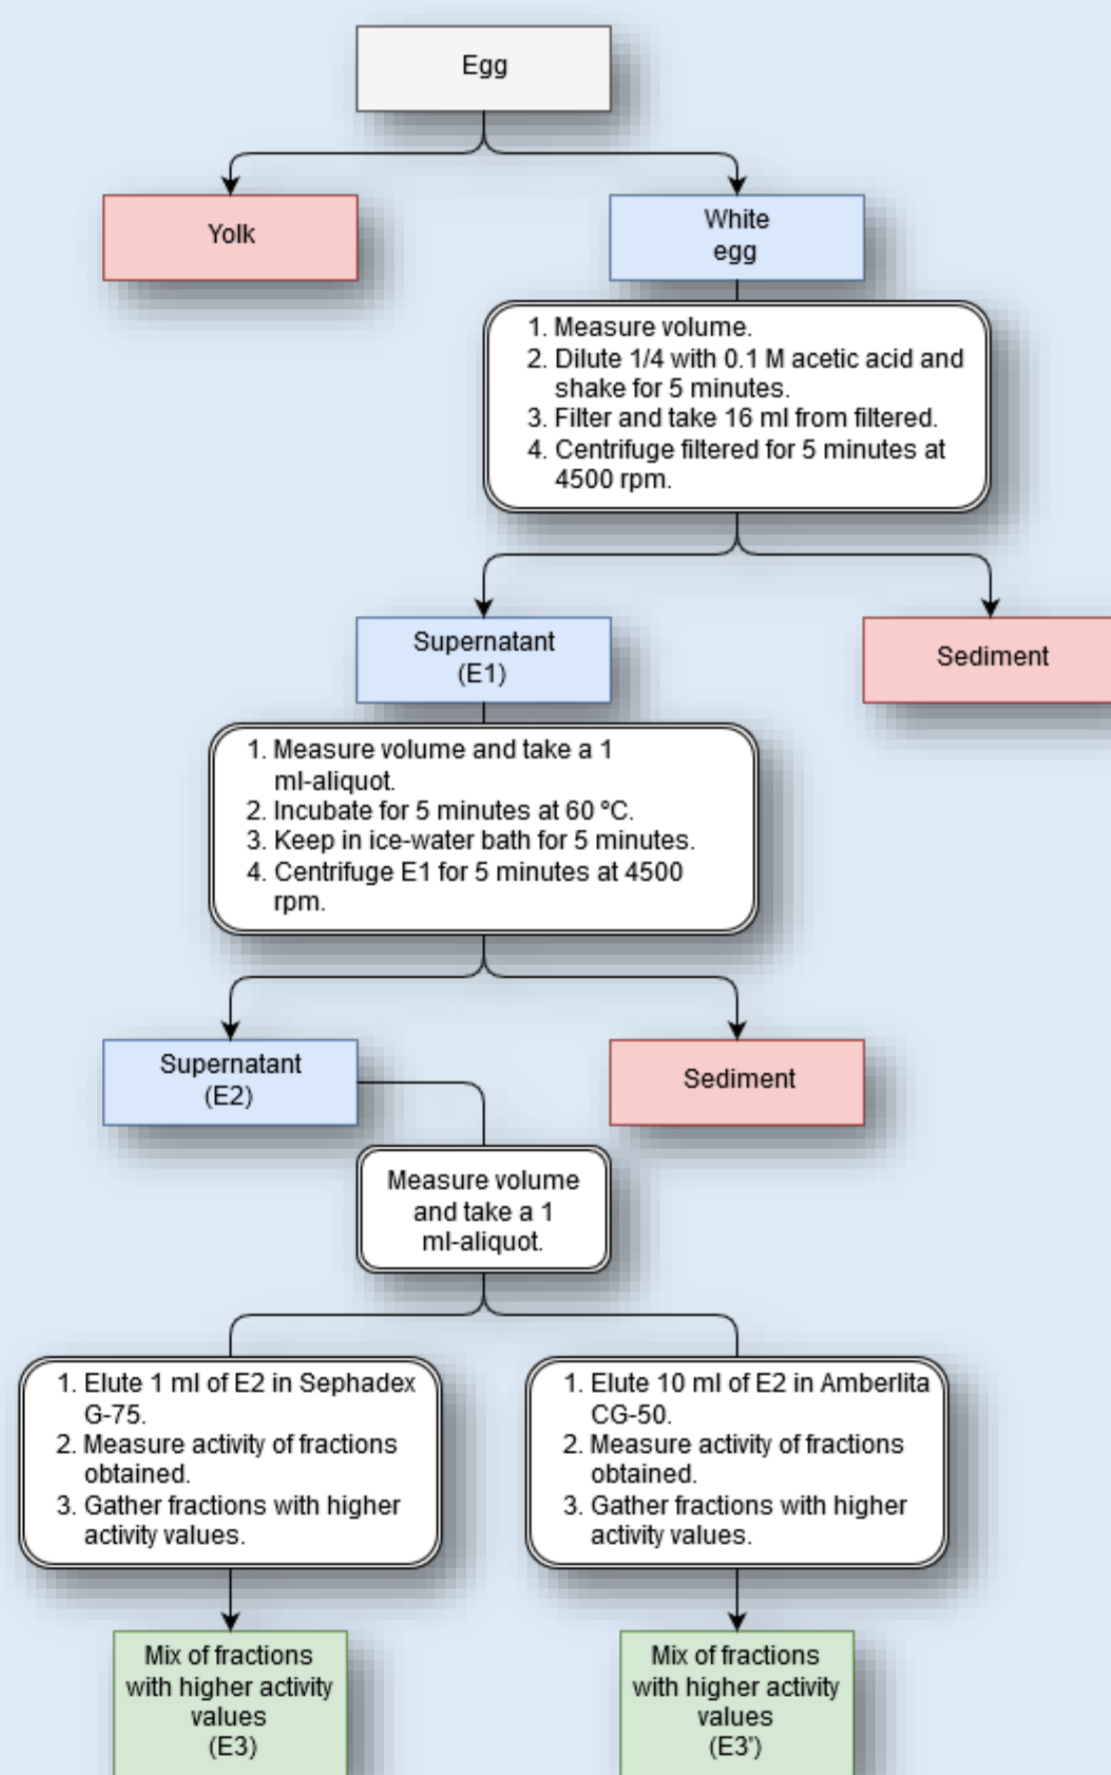 Egg
Yolk
White
egg
1. Measure volume.
2. Dilute 1/4 with 0.1 M acetic acid and
shake for 5 minutes.
3. Filter and take 16 ml from filtered.
4. Centrifuge filtered for 5 minutes at
4500 rpm.
Supernatant
(E1)
Sediment
1. Measure volume and take a 1
ml-aliquot.
2. Incubate for 5 minutes at 60 ºC.
3. Keep in ice-water bath for 5 minutes.
4. Centrifuge E1 for 5 minutes at 4500
rpm.
Supernatant
(E2)
Sediment
Measure volume
and take a 1
ml-aliquot.
1. Elute 1 ml of E2 in Sephadex
G-75.
2. Measure activity of fractions
obtained.
3. Gather fractions with higher
activity values.
1. Elute 10 ml of E2 in Amberlita
CG-50.
2. Measure activity of fractions
obtained.
3. Gather fractions with higher
activity values.
Mix of fractions
with higher activity
values
(E3)
Mix of fractions
with higher activity
values
(E3')